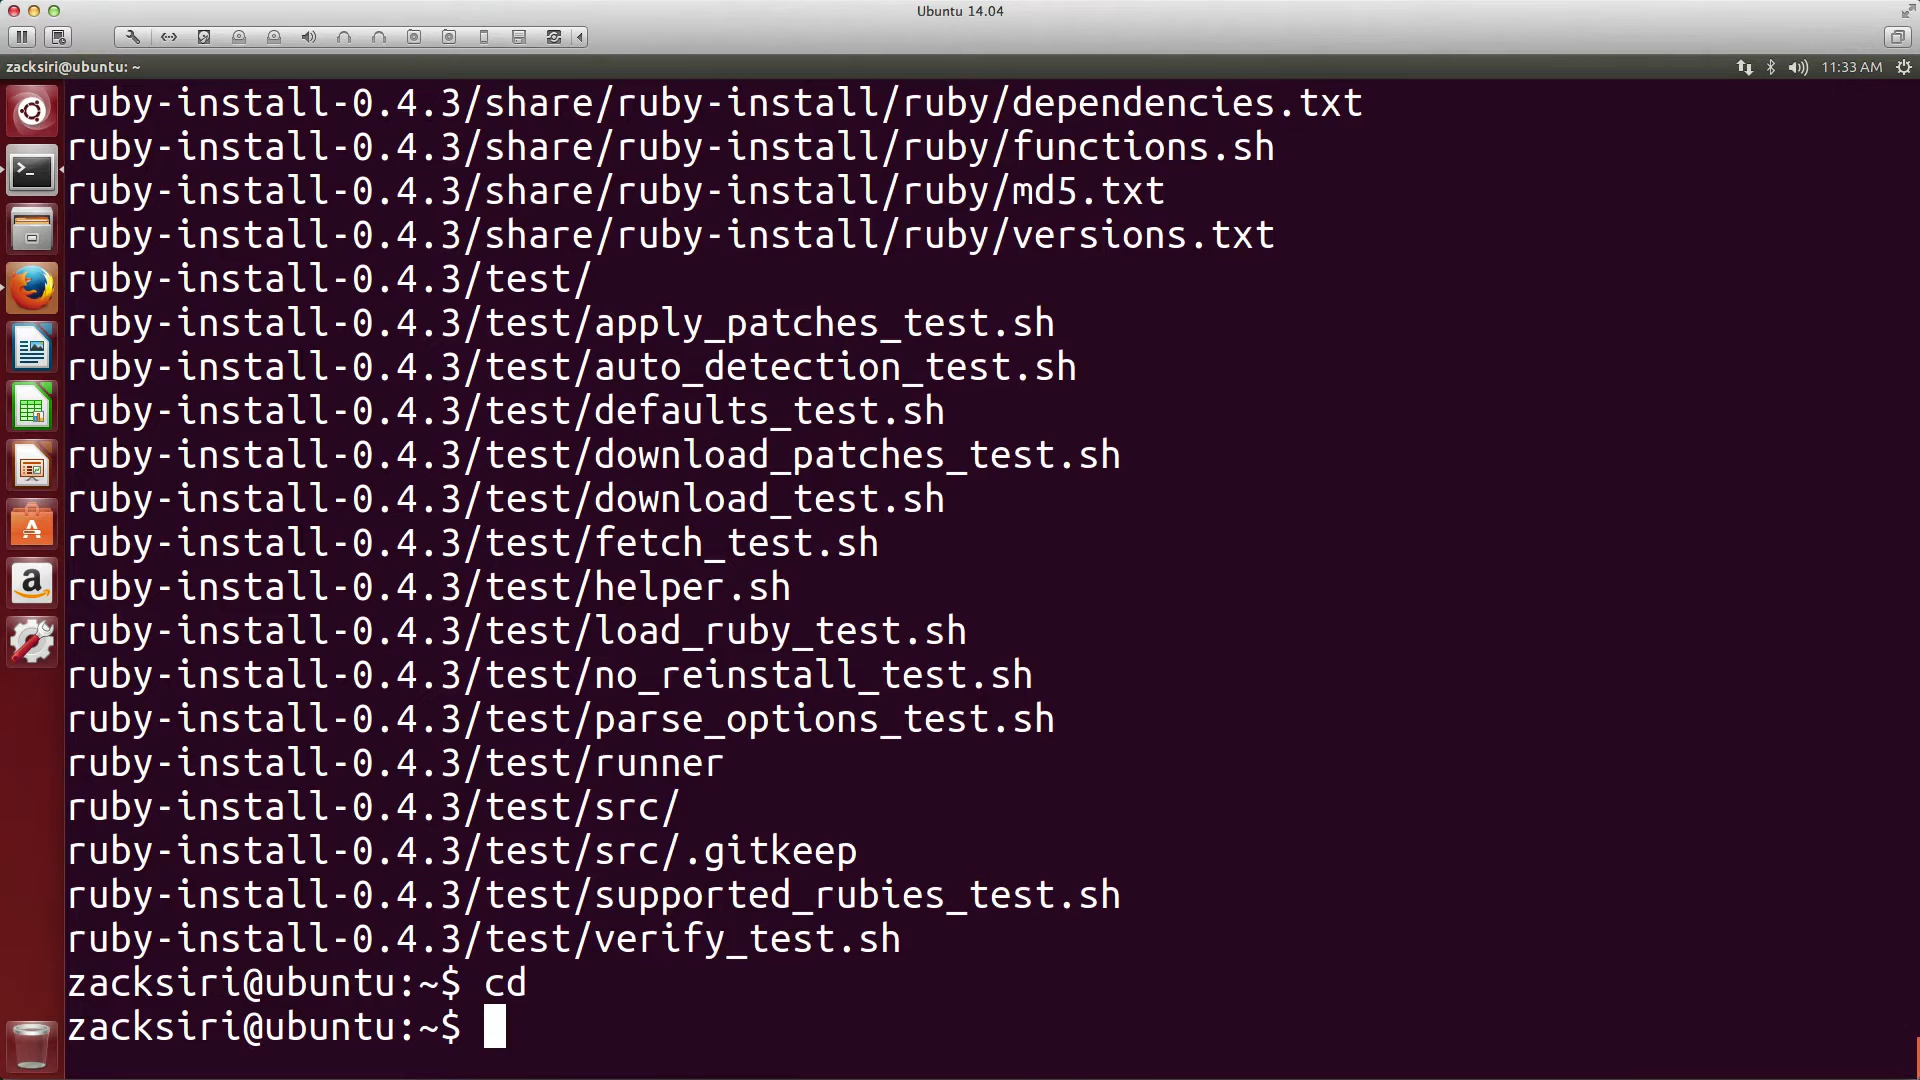 Ubuntu 14.04
zacksiri@ubuntu: ~
11:33 AM
ruby-install-0.4.3/share/ruby-install/ruby/dependencies.txt
ruby-install-0.4.3/share/ruby-install/ruby/functions.sh
ruby-install-0.4.3/share/ruby-install/ruby/md5.txt
ruby-install-0.4.3/share/ruby-install/ruby/versions.txt
ruby-install-0.4.3/test/
ruby-install-0.4.3/test/apply_patches_test.sh
ruby-install-0.4.3/test/auto_detection_test.sh
ruby-install-0.4.3/test/defaults_test.sh
ruby-install-0.4.3/test/download_patches_test.sh
ruby-install-0.4.3/test/download_test.sh
ruby-install-0.4.3/test/fetch_test.sh
ruby-install-0.4.3/test/helper.sh
ruby-install-0.4.3/test/load_ruby_test.sh
ruby-install-0.4.3/test/no_reinstall_test.sh
ruby-install-0.4.3/test/parse_options_test.sh
ruby-install-0.4.3/test/runner
ruby-install-0.4.3/test/src/
ruby-install-0.4.3/test/src/.gitkeep
ruby-install-0.4.3/test/supported_rubies_test.sh
ruby-install-0.4.3/test/verify_test.sh
zacksiri@ubuntu:~$ cd
zacksiri@ubuntu:~$